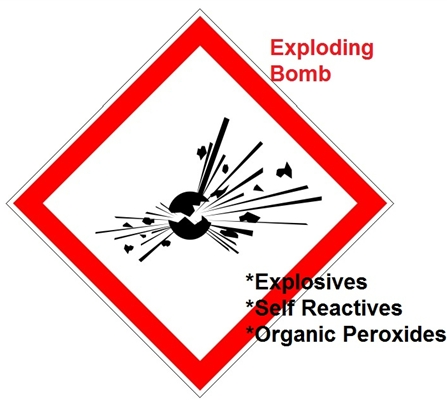 Exploding
Bomb
*Explosives
*Self Reactives
*Organic Peroxides